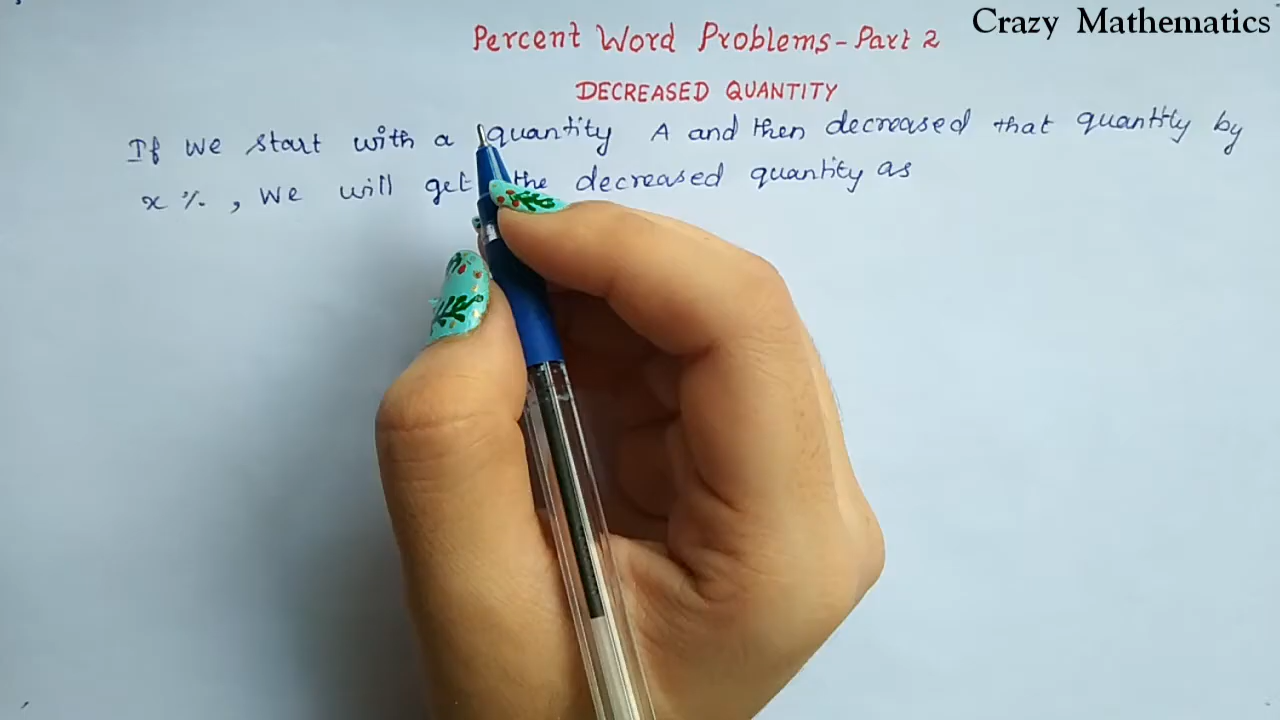 Crazy Mathematics
Percent Word Problems - Part 2
DECREASED QUANTITY
If we start with a quantity A and then decreased that quantity by
x %, we will get the decreased quantity as